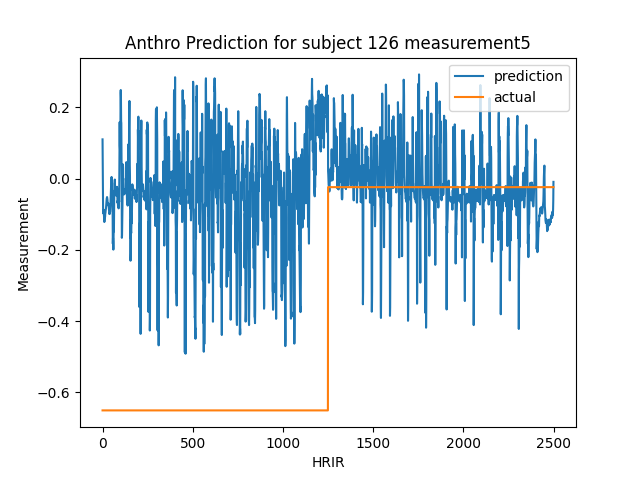 Anthro Prediction for subject 126 measurement5
prediction
actual
Measurement
0.2
0.0
−0.2
−0.4
−0.6
0
500
1000
1500
2000
2500
HRIR